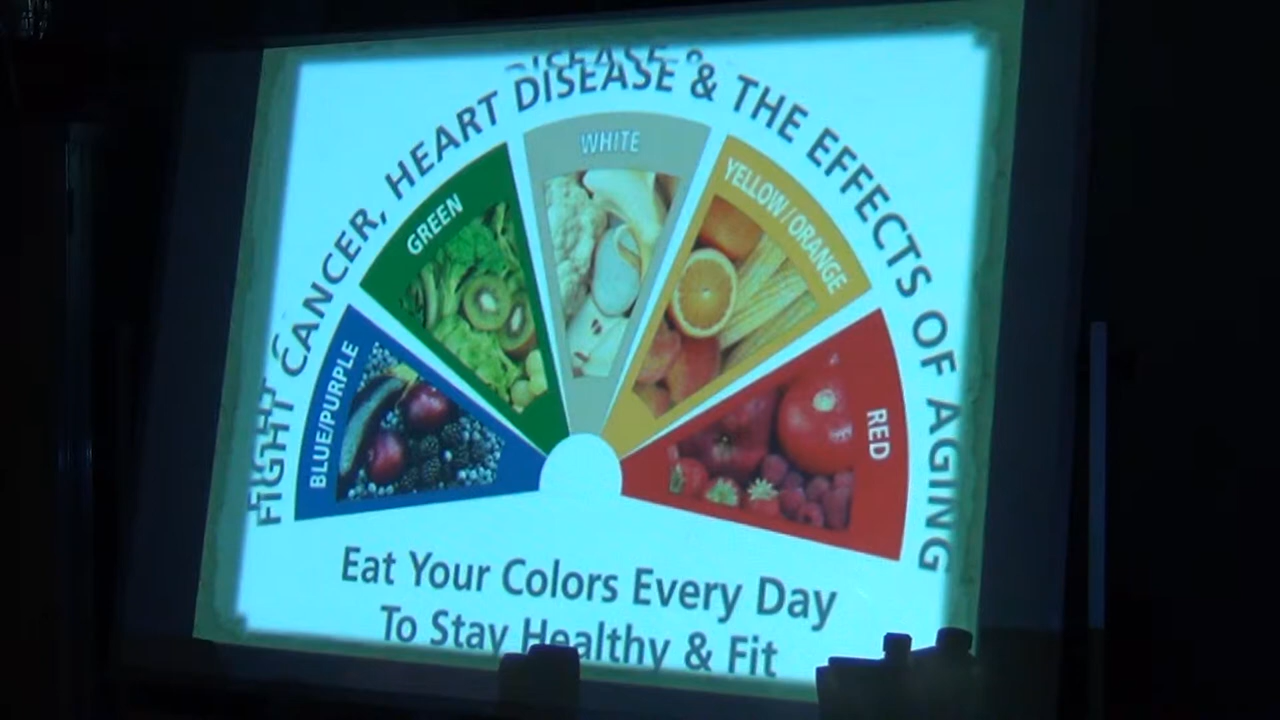 FIGHT CANCER, HEART DISEASE & THE EFFECTS OF AGING
BLUE/PURPLE
GREEN
WHITE
YELLOW/ORANGE
RED
Eat Your Colors Every Day
To Stay Healthy & Fit